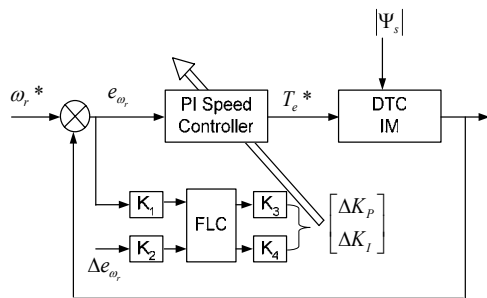 |Ψs|
ωr*
eωr
PI Speed
Controller
Te*
DTC
IM
K1
FLC
K3
ΔKP
K2
K4
ΔKI
Δeωr